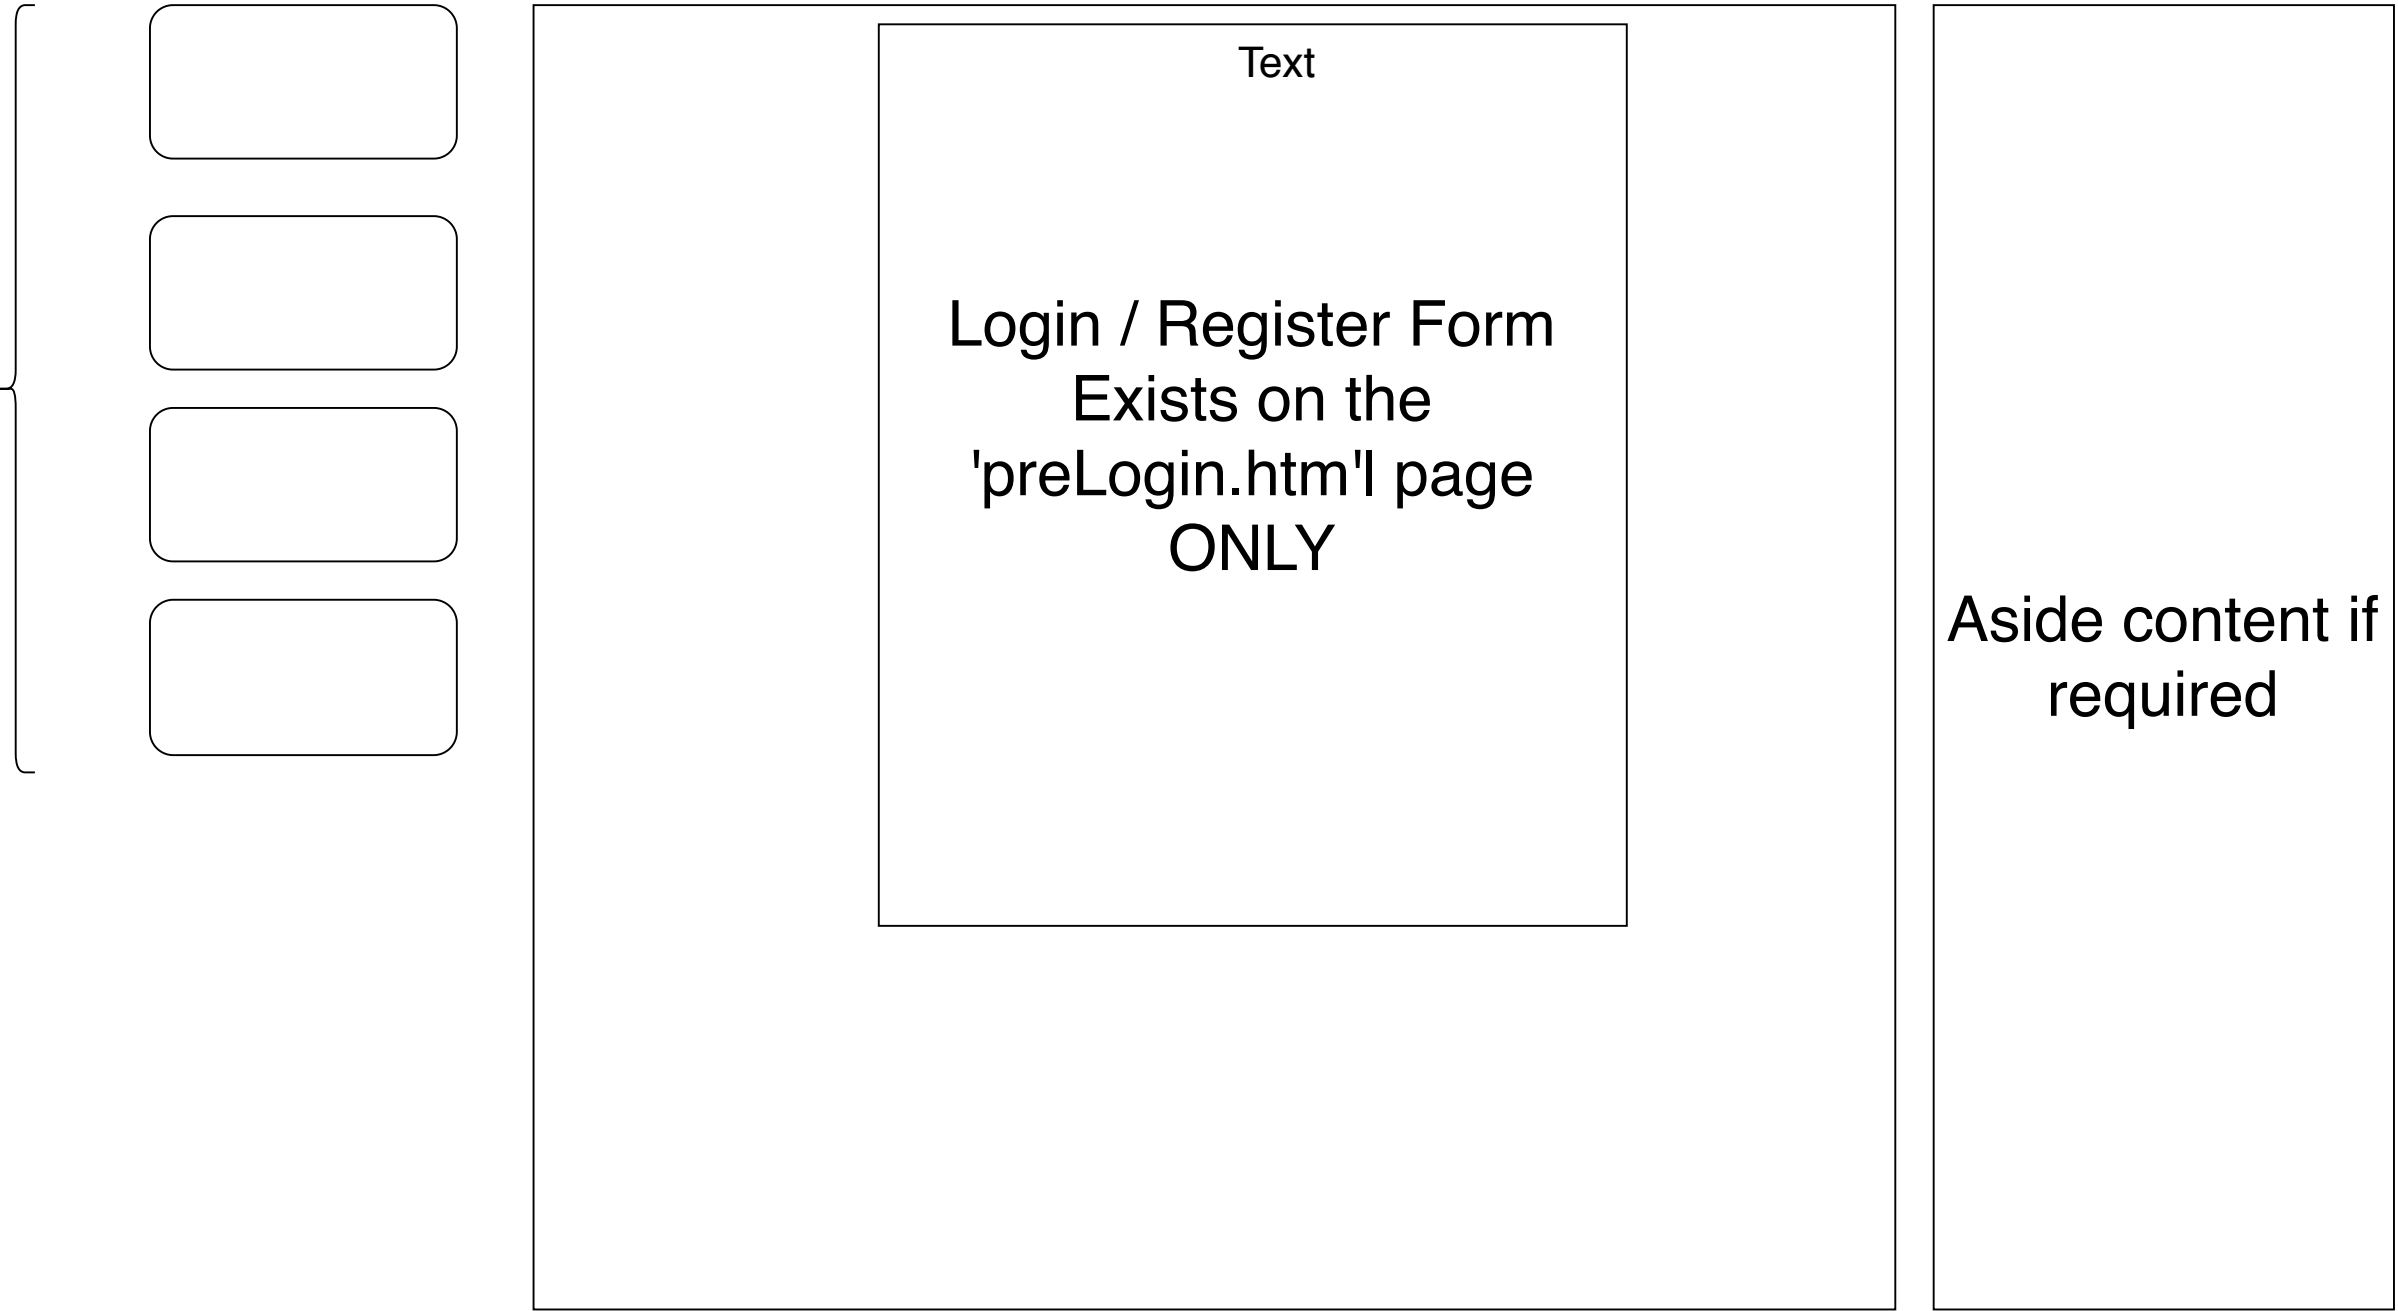 Text
Login / Register Form
Exists on the
'preLogin.htm'l page
ONLY
Aside content if
required